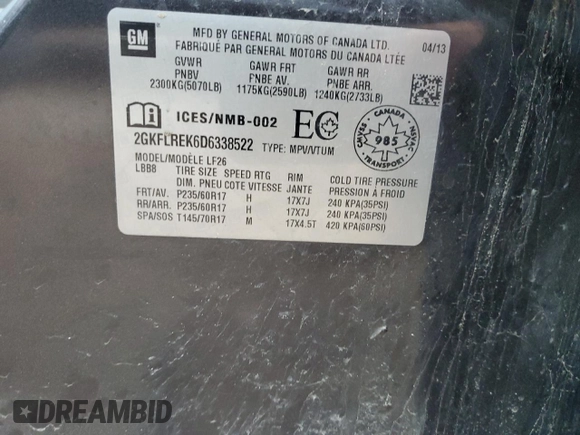 GM
MFD BY GENERAL MOTORS OF CANADA LTD.
FABRIQUÉ PAR GENERAL MOTORS DU CANADA LTÉE
04/13
GVWR GAWR FRT GAWR RR
PNBV PNBE AV. PNBE ARR.
2300KG(5070LB) 1175KG(2590LB) 1240KG(2733LB)
ICES/NMB-002 EC
CANADA
CMVSS 985 NSVAC
TRANSPORT
2GKFLREK6D6338522 TYPE: MPV/VTUM
MODEL/MODÈLE LF26
LBBB TIRE SIZE SPEED RTG RIM COLD TIRE PRESSURE
DIM. PNEU COTE VITESSE JANTE PRESSION À FROID
FRT/AV. P235/60R17 H 17X7J 240 KPA(35PSI)
RR/ARR. P235/60R17 H 17X7J 240 KPA(35PSI)
SPA/SOS T145/70R17 M 17X4.5T 420 KPA(60PSI)
DREAMBID